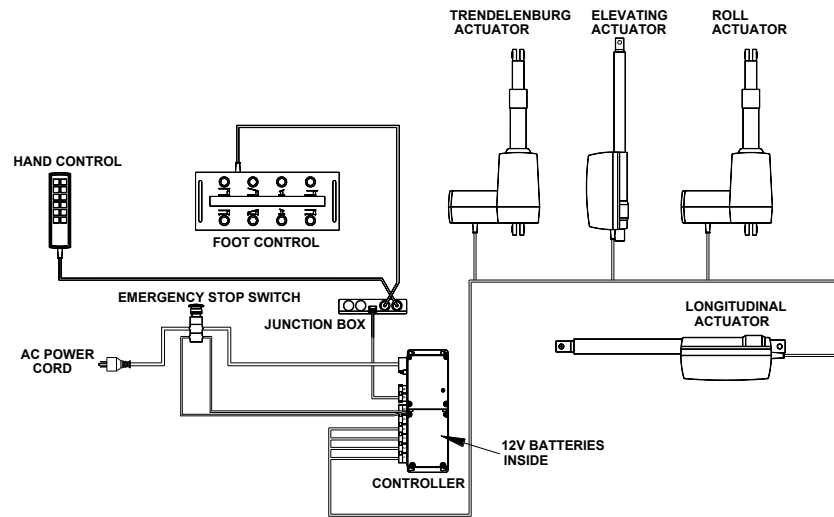 TRENDELENBURG
ACTUATOR
ELEVATING
ACTUATOR
ROLL
ACTUATOR
HAND CONTROL
FOOT CONTROL
EMERGENCY STOP SWITCH
JUNCTION BOX
LONGITUDINAL
ACTUATOR
AC POWER
CORD
12V BATTERIES
INSIDE
CONTROLLER